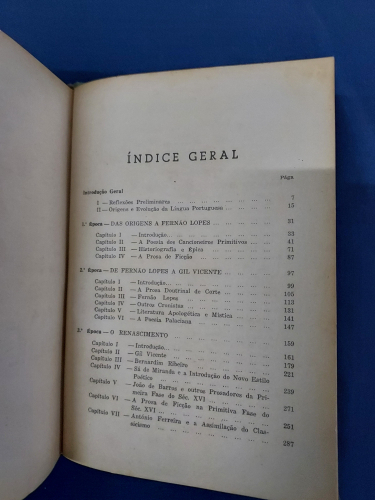 ÍNDICE GERAL
Página
Introdução Geral
I — Reflexões Preliminares 7
II — Origens e Evolução da Língua Portuguesa 15
1.ª Época — DAS ORIGENS A FERNÃO LOPES 31
Capítulo I — Introdução 33
Capítulo II — A Poesia dos Cancioneiros Primitivos 41
Capítulo III — Historiografia e Épica 71
Capítulo IV — A Prosa de Ficção 87
2.ª Época — DE FERNÃO LOPES A GIL VICENTE 97
Capítulo I — Introdução 99
Capítulo II — A Prosa Doutrinal de Corte 105
Capítulo III — Fernão Lopes 113
Capítulo IV — Outros Cronistas 131
Capítulo V — Literatura Apologética e Mística 141
Capítulo VI — A Poesia Palaciana 147
3.ª Época — O RENASCIMENTO
Capítulo I — Introdução 159
Capítulo II — Gil Vicente 161
Capítulo III — Bernardim Ribeiro 179
Capítulo IV — Sá de Miranda e a Introdução do Novo Estilo
Poético 221
Capítulo V — João de Barros e outros Prosadores da Primeira
Fase do Séc. XVI 239
Capítulo VI — A Prosa de Ficção na Primitiva Fase do
Séc. XVI 271
Capítulo VII — António Ferreira e a Assimilação do Classicismo
287